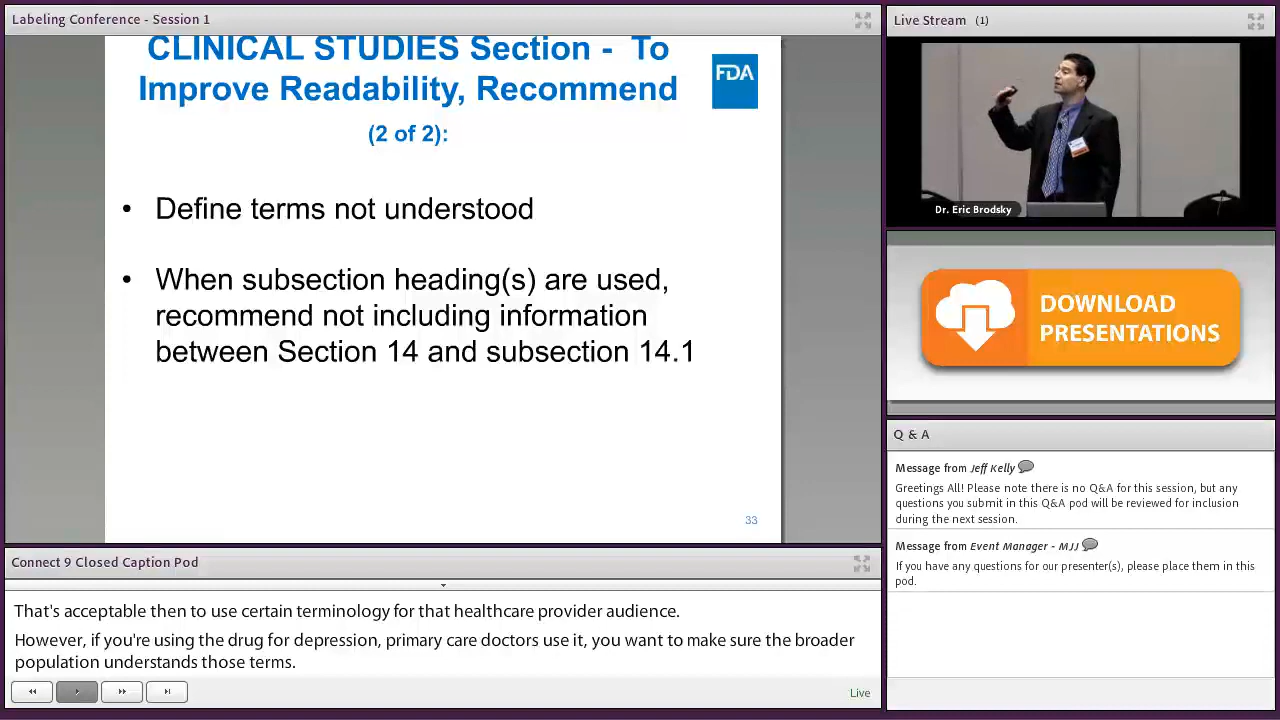 Labeling Conference - Session 1
CLINICAL STUDIES Section - To
Improve Readability, Recommend
(2 of 2):
FDA
• Define terms not understood
• When subsection heading(s) are used,
recommend not including information
between Section 14 and subsection 14.1
33
Connect 9 Closed Caption Pod
That's acceptable then to use certain terminology for that healthcare provider audience.
However, if you're using the drug for depression, primary care doctors use it, you want to make sure the broader
population understands those terms.
Live
Live Stream (1)
Dr. Eric Brodsky
DOWNLOAD
PRESENTATIONS
Q & A
Message from Jeff Kelly
Greetings All! Please note there is no Q&A for this session, but any
questions you submit in this Q&A pod will be reviewed for inclusion
during the next session.
Message from Event Manager - MJJ
If you have any questions for our presenter(s), please place them in this
pod.